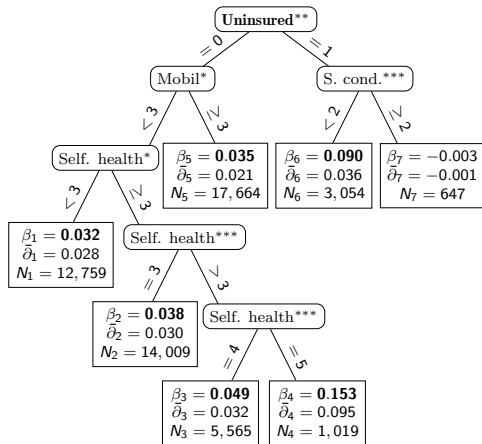 Uninsured**
=0
=1
Mobil*
S. cond.***
< 3
≥ 3
< 2
≥ 2
Self. health*
β₅ = 0.035
∂̄₅ = 0.021
N₅ = 17,664
β₆ = 0.090
∂̄₆ = 0.036
N₆ = 3,054
β₇ = −0.003
∂̄₇ = -0.001
N₇ = 647
< 3
≥ 3
β₁ = 0.032
∂̄₁ = 0.028
N₁ = 12,759
Self. health***
= 3
> 3
β₂ = 0.038
∂̄₂ = 0.030
N₂ = 14,009
Self. health***
=4
=5
β₃ = 0.049
∂̄₃ = 0.032
N₃ = 5,565
β₄ = 0.153
∂̄₄ = 0.095
N₄ = 1,019